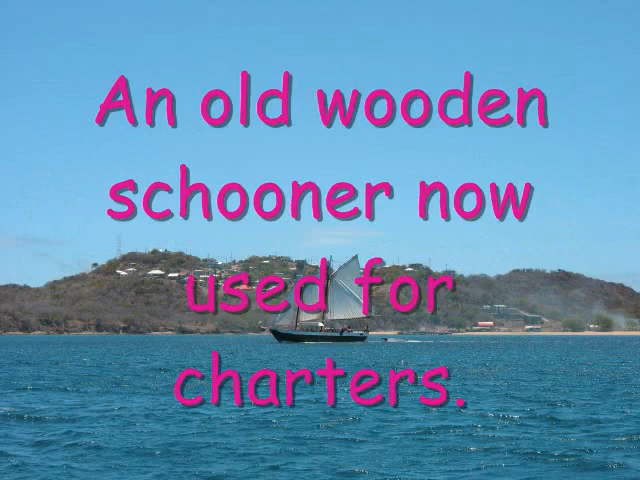 An old wooden
schooner now
used for
charters.